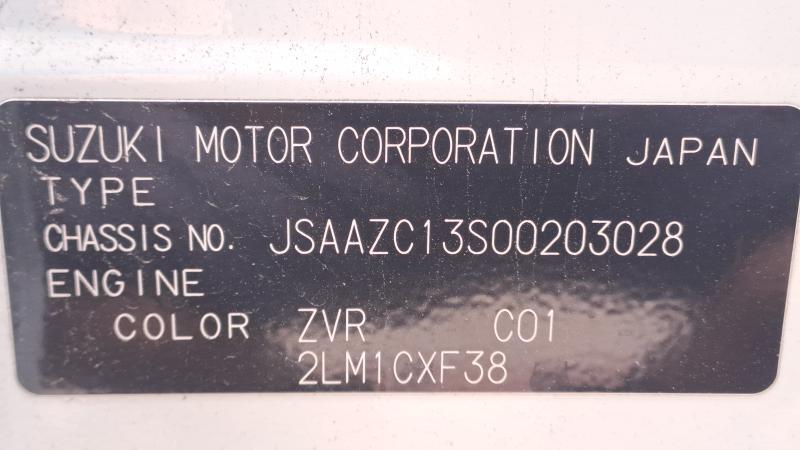 SUZUKI MOTOR CORPORATION JAPAN
TYPE
CHASSIS NO. JSAAZC13S00203028
ENGINE
COLOR ZVR C01
2LM1CXF38